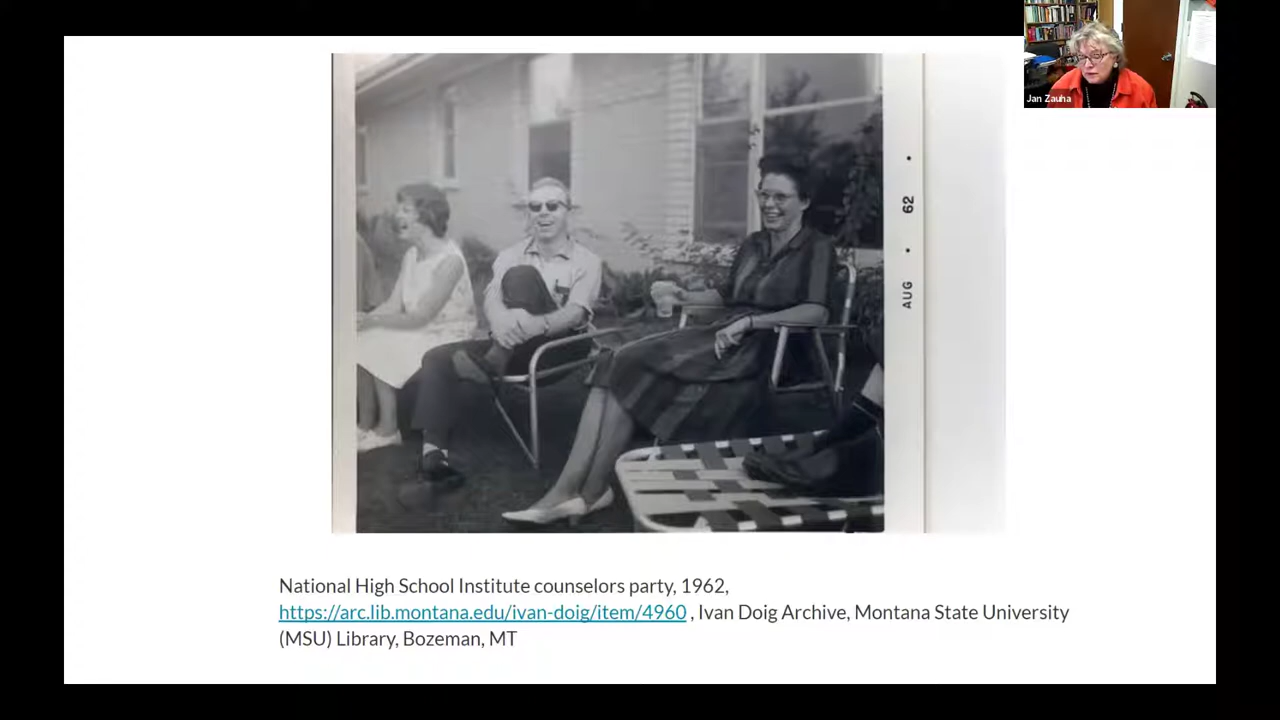 Jan Zauha
AUG • 62 •
National High School Institute counselors party, 1962,
https://arc.lib.montana.edu/ivan-doig/item/4960 , Ivan Doig Archive, Montana State University
(MSU) Library, Bozeman, MT